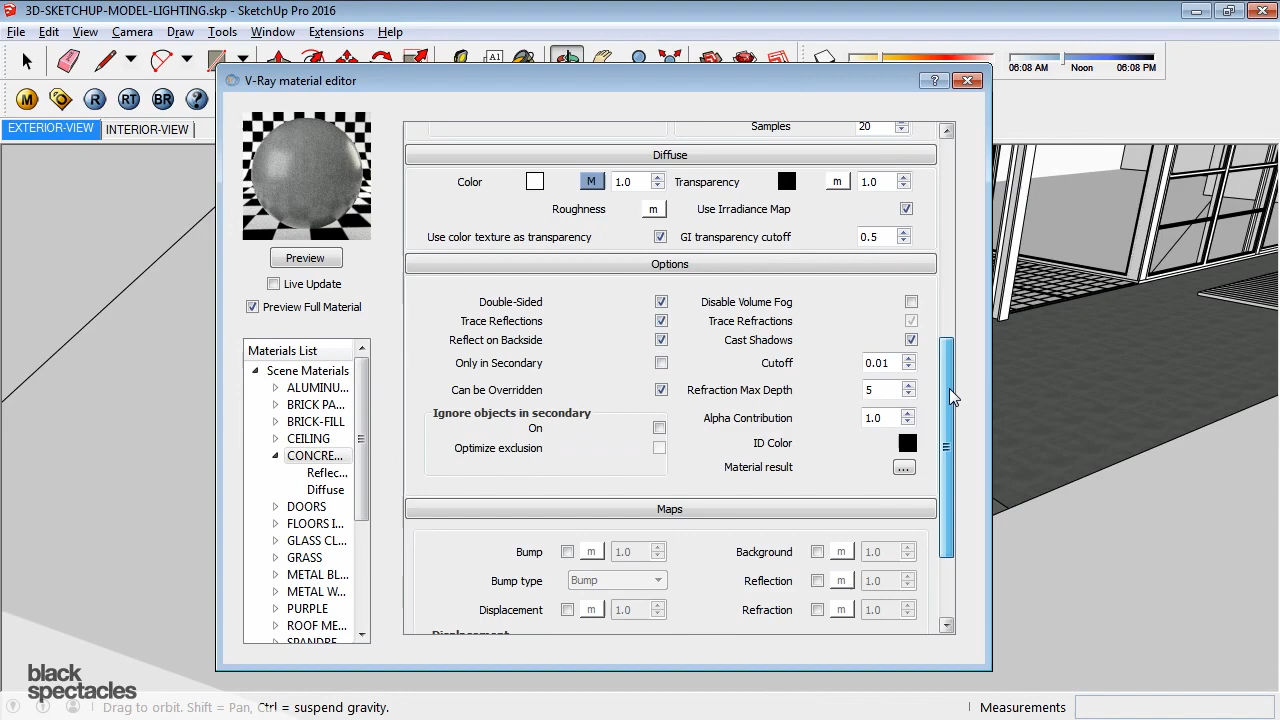 3D-SKETCHUP-MODEL-LIGHTING.skp - SketchUp Pro 2016
File Edit View Camera Draw Tools Window Extensions Help
A1
06:08 AM Noon 06:08 PM
V-Ray material editor
M R RT BR
EXTERIOR-VIEW INTERIOR-VIEW
Samples 20
Diffuse
Color M 1.0 Transparency m 1.0
Roughness m Use Irradiance Map
Use color texture as transparency GI transparency cutoff 0.5
Preview
Options
Live Update
Preview Full Material
Double-Sided Disable Volume Fog
Trace Reflections Trace Refractions
Reflect on Backside Cast Shadows
Only in Secondary Cutoff 0.01
Can be Overridden Refraction Max Depth 5
Ignore objects in secondary
On
Optimize exclusion
Alpha Contribution 1.0
ID Color
Material result ...
Maps
Bump m 1.0 Background m 1.0
Bump type Bump Reflection m 1.0
Displacement m 1.0 Refraction m 1.0
Displacement
Materials List
Scene Materials
ALUMINU...
BRICK PA...
BRICK-FILL
CEILING
CONCRE...
Reflec...
Diffuse
DOORS
FLOORS I...
GLASS CL...
GRASS
METAL BL...
METAL W...
PURPLE
ROOF ME...
SPANDRE...
black
spectacles
Drag to orbit. Shift = Pan, Ctrl = suspend gravity.
Measurements